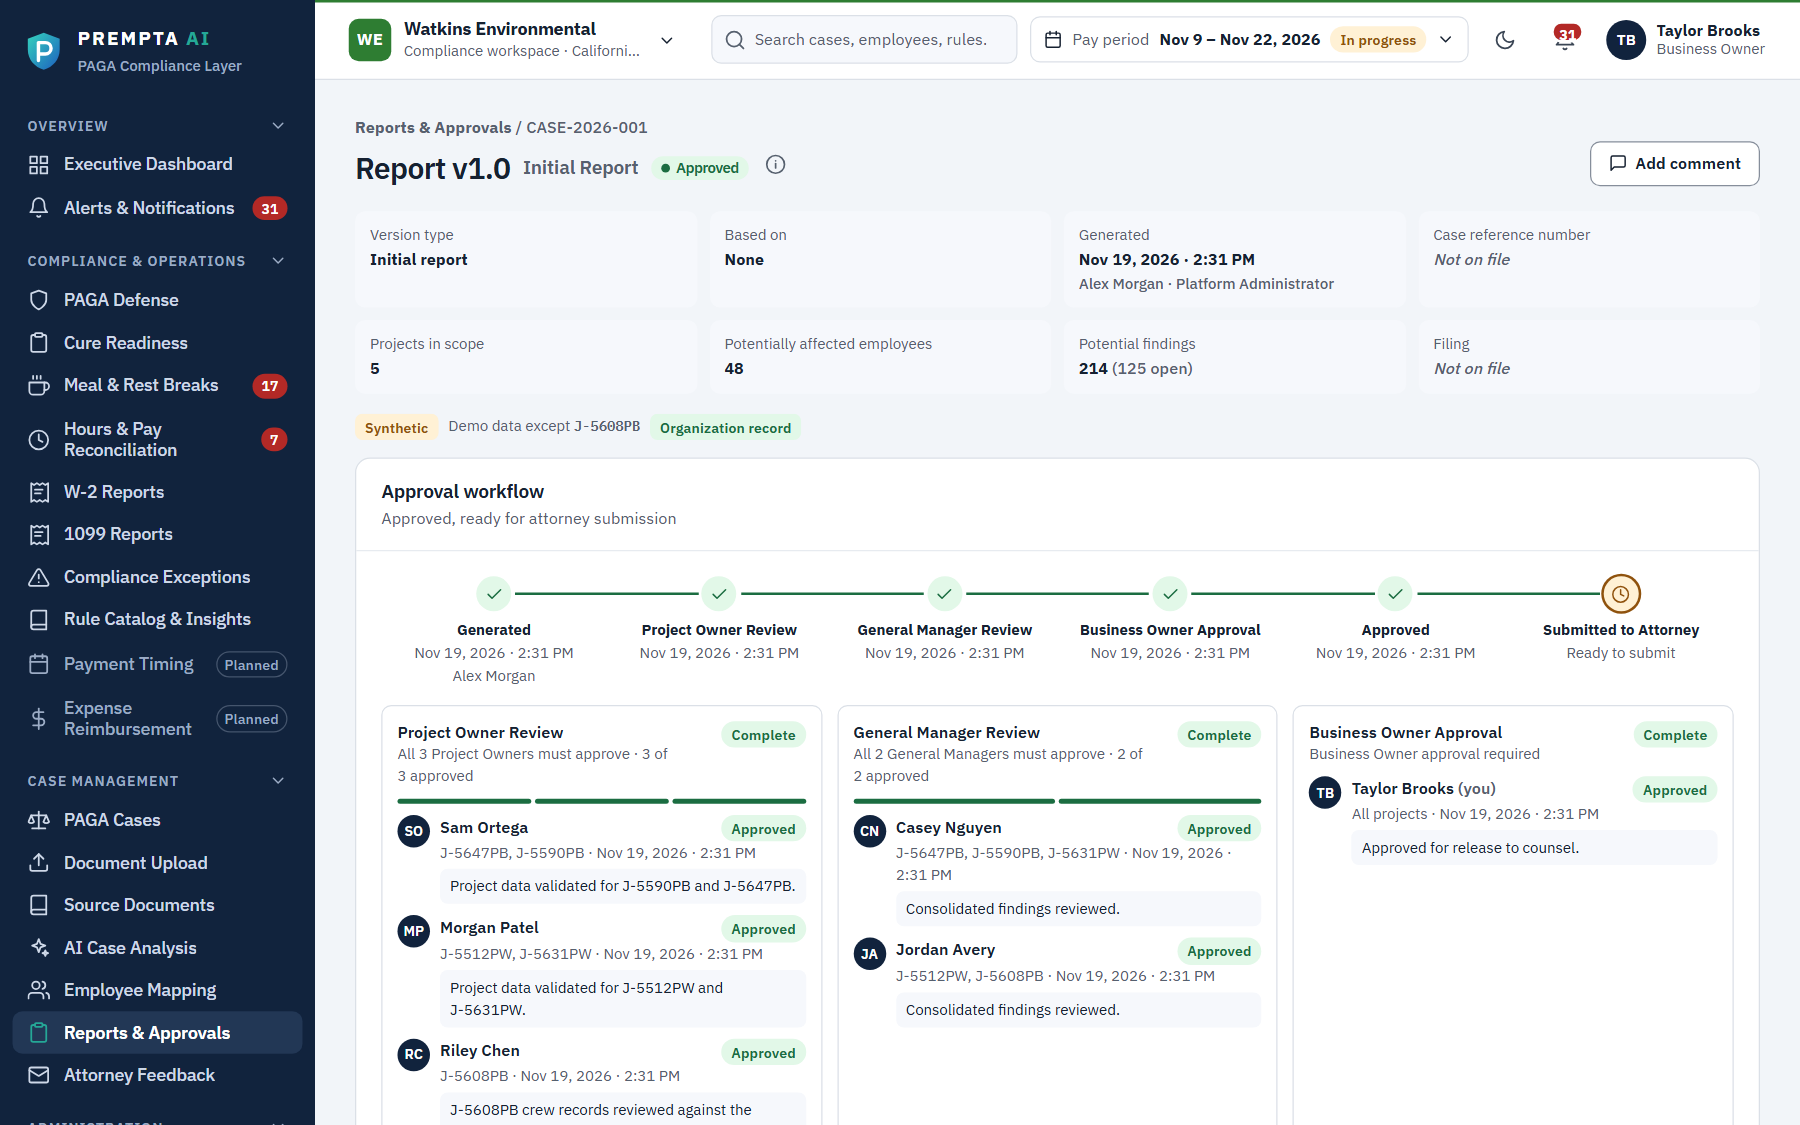 PREMPTA AI
PAGA Compliance Layer
OVERVIEW
Executive Dashboard
Alerts & Notifications 31
COMPLIANCE & OPERATIONS
PAGA Defense
Cure Readiness
Meal & Rest Breaks 17
Hours & Pay
Reconciliation 7
W-2 Reports
1099 Reports
Compliance Exceptions
Rule Catalog & Insights
Payment Timing Planned
Expense
Reimbursement Planned
CASE MANAGEMENT
PAGA Cases
Document Upload
Source Documents
AI Case Analysis
Employee Mapping
Reports & Approvals
Attorney Feedback
WE
Watkins Environmental
Compliance workspace · Californi...
Search cases, employees, rules.
Pay period Nov 9 – Nov 22, 2026 In progress
31
TB
Taylor Brooks
Business Owner
Reports & Approvals / CASE-2026-001
Report v1.0 Initial Report Approved
Add comment
Version type
Initial report
Based on
None
Generated
Nov 19, 2026 · 2:31 PM
Alex Morgan · Platform Administrator
Case reference number
Not on file
Projects in scope
5
Potentially affected employees
48
Potential findings
214 (125 open)
Filing
Not on file
Synthetic Demo data except J-5608PB Organization record
Approval workflow
Approved, ready for attorney submission
Generated
Nov 19, 2026 · 2:31 PM
Alex Morgan
Project Owner Review
Nov 19, 2026 · 2:31 PM
General Manager Review
Nov 19, 2026 · 2:31 PM
Business Owner Approval
Nov 19, 2026 · 2:31 PM
Approved
Nov 19, 2026 · 2:31 PM
Submitted to Attorney
Ready to submit
Project Owner Review Complete
All 3 Project Owners must approve · 3 of
3 approved
SO Sam Ortega Approved
J-5647PB, J-5590PB · Nov 19, 2026 · 2:31 PM
Project data validated for J-5590PB and J-5647PB.
MP Morgan Patel Approved
J-5512PW, J-5631PW · Nov 19, 2026 · 2:31 PM
Project data validated for J-5512PW and
J-5631PW.
RC Riley Chen Approved
J-5608PB · Nov 19, 2026 · 2:31 PM
J-5608PB crew records reviewed against the
General Manager Review Complete
All 2 General Managers must approve · 2 of
2 approved
CN Casey Nguyen Approved
J-5647PB, J-5590PB, J-5631PW · Nov 19, 2026 ·
2:31 PM
Consolidated findings reviewed.
JA Jordan Avery Approved
J-5512PW, J-5608PB · Nov 19, 2026 · 2:31 PM
Consolidated findings reviewed.
Business Owner Approval Complete
Business Owner approval required
TB Taylor Brooks (you) Approved
All projects · Nov 19, 2026 · 2:31 PM
Approved for release to counsel.